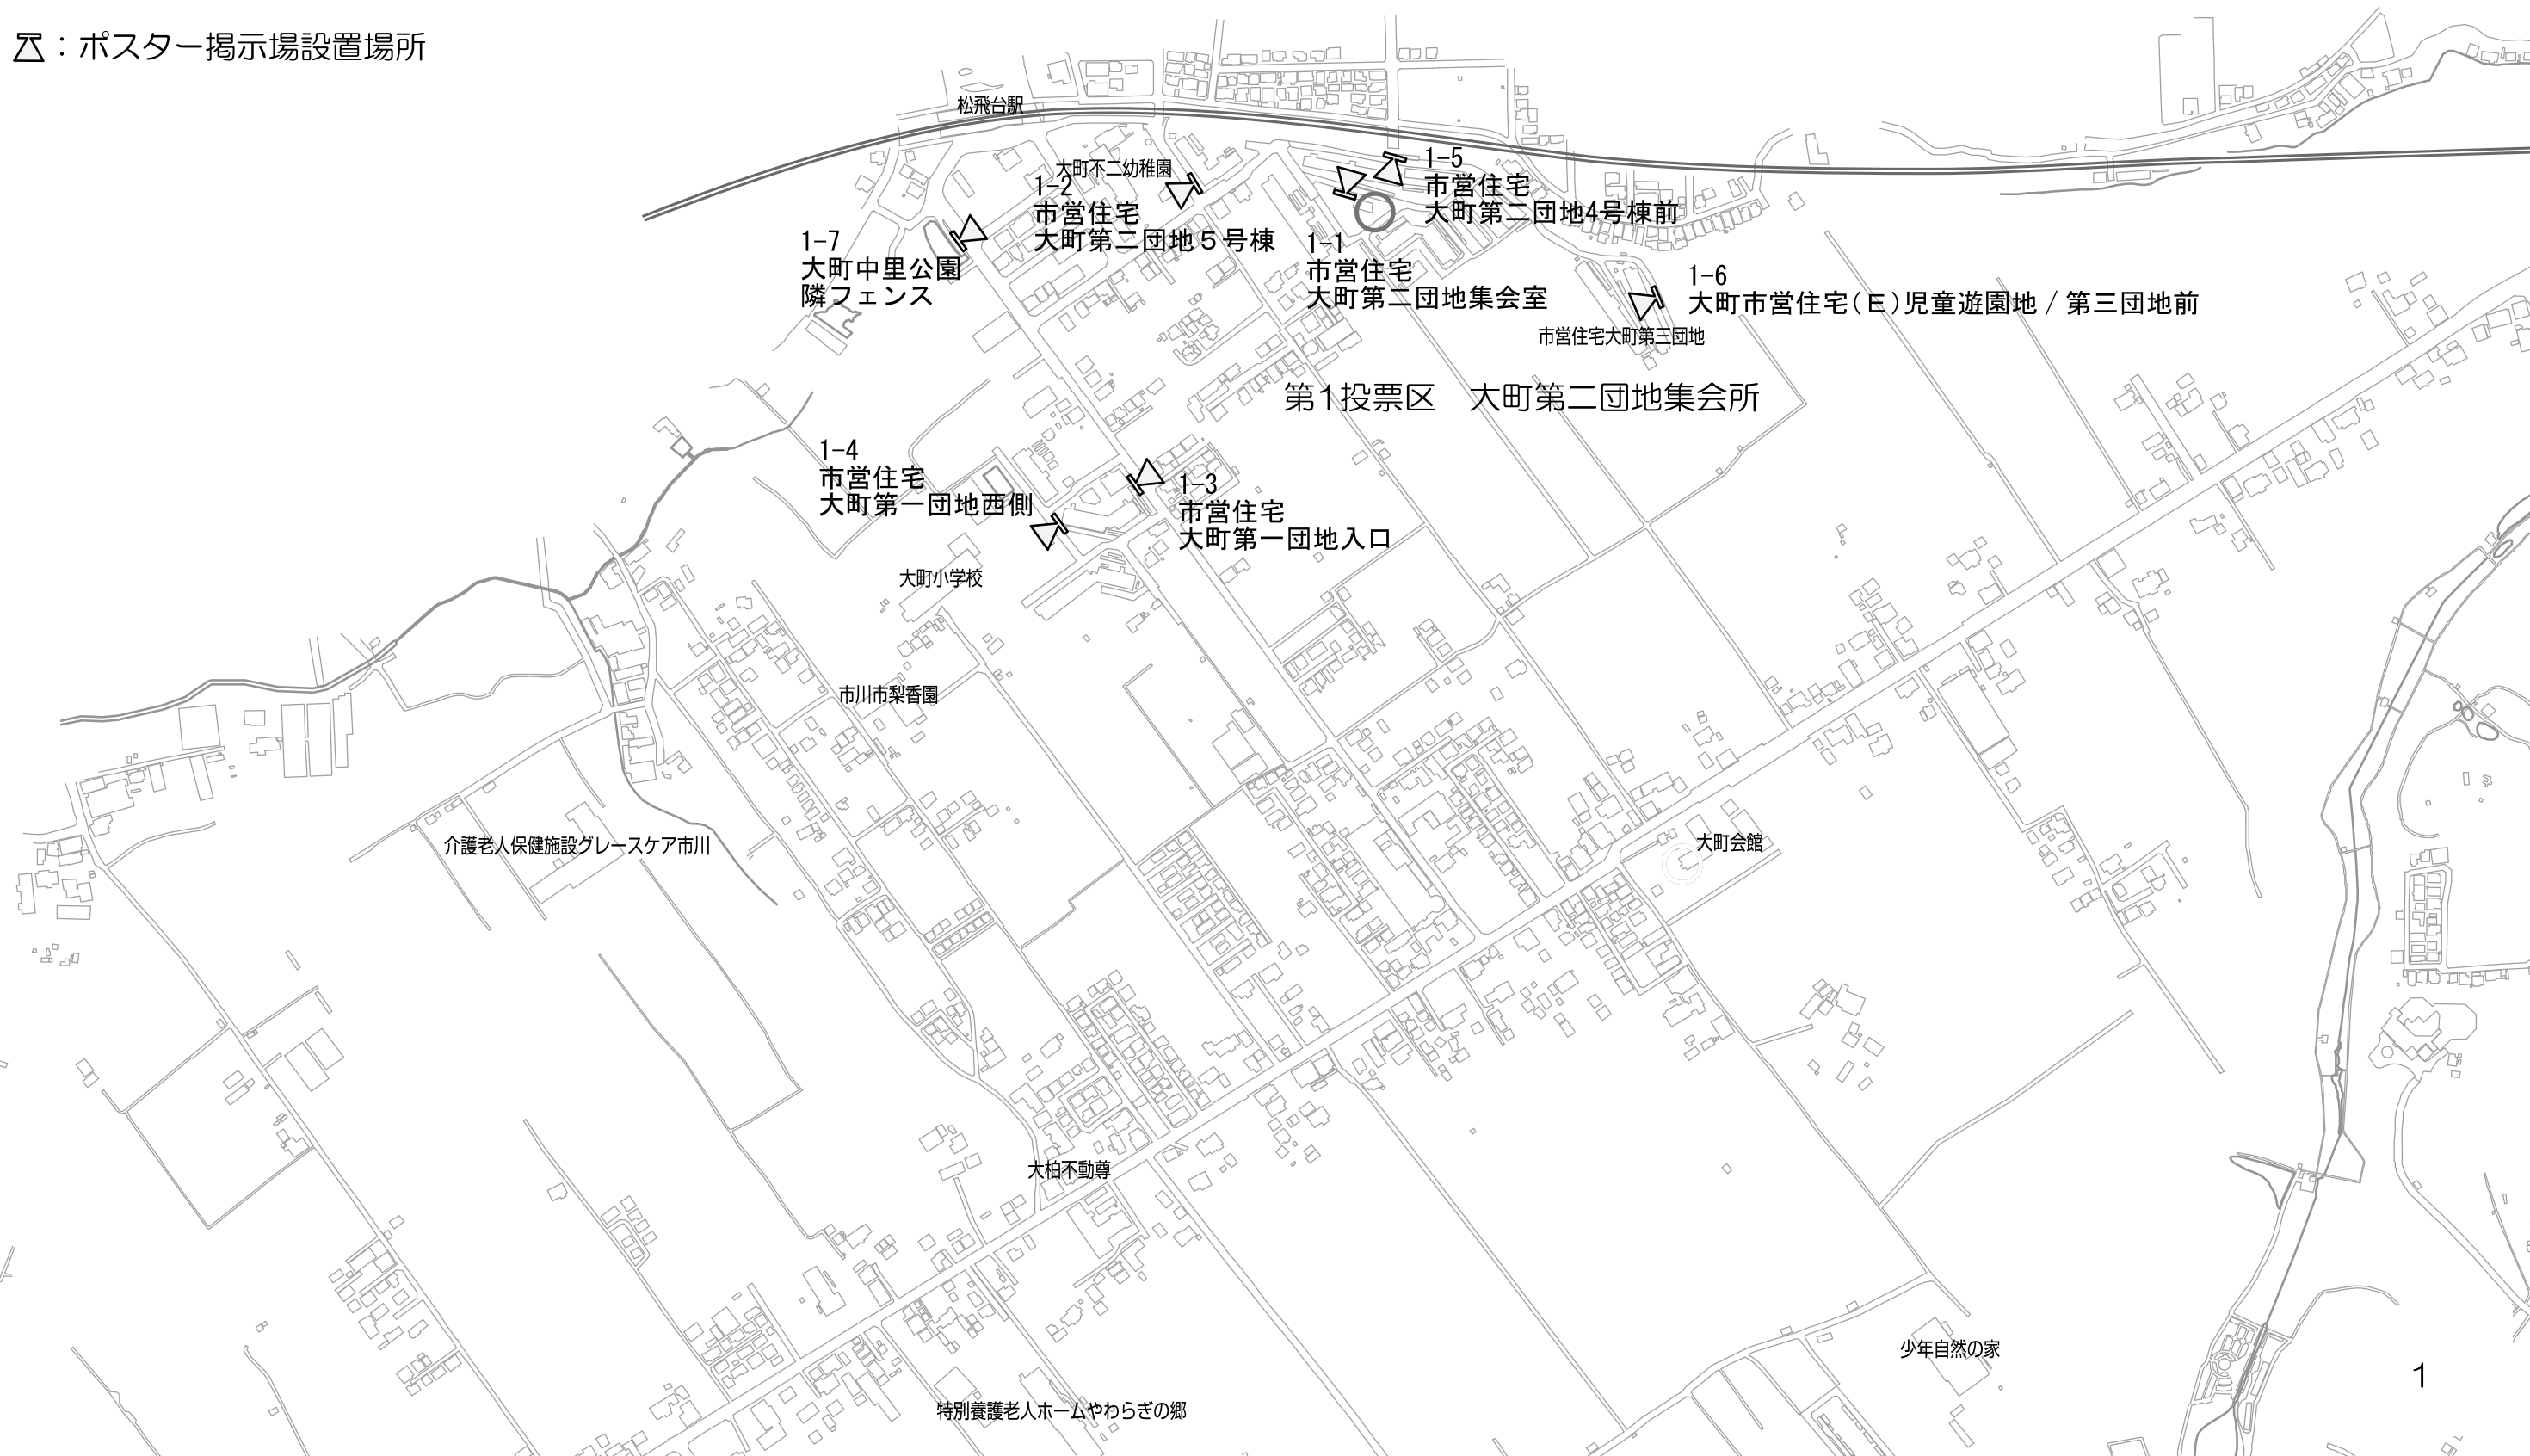 ：ポスター掲示場設置場所
松飛台駅
大町不二幼稚園
1-2
市営住宅
大町第二団地５号棟
1-5
市営住宅
大町第二団地4号棟前
1-7
大町中里公園
隣フェンス
1-1
市営住宅
大町第二団地集会室
1-6
大町市営住宅(E)児童遊園地/第三団地前
市営住宅大町第三団地
第1投票区　大町第二団地集会所
1-4
市営住宅
大町第一団地西側
1-3
市営住宅
大町第一団地入口
大町小学校
市川市梨香園
介護老人保健施設グレースケア市川
大町会館
大柏不動尊
少年自然の家
特別養護老人ホームやわらぎの郷
1